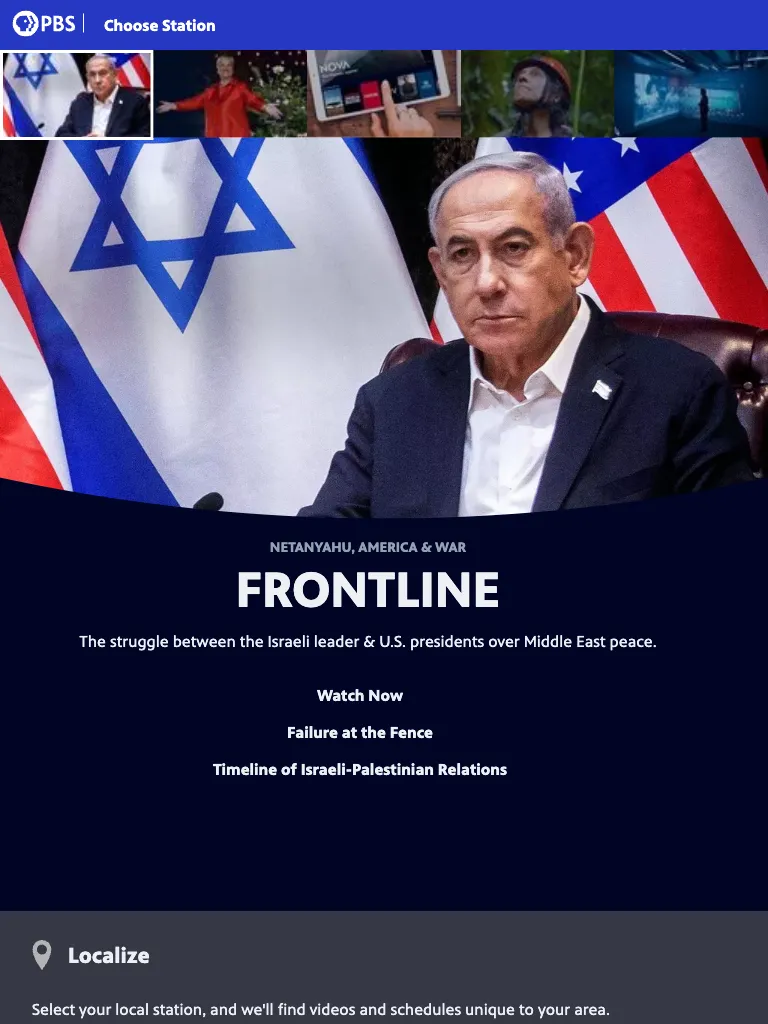 PBS
Choose Station
NOVA
NETANYAHU, AMERICA & WAR
FRONTLINE
The struggle between the Israeli leader & U.S. presidents over Middle East peace.
Watch Now
Failure at the Fence
Timeline of Israeli-Palestinian Relations
Localize
Select your local station, and we'll find videos and schedules unique to your area.